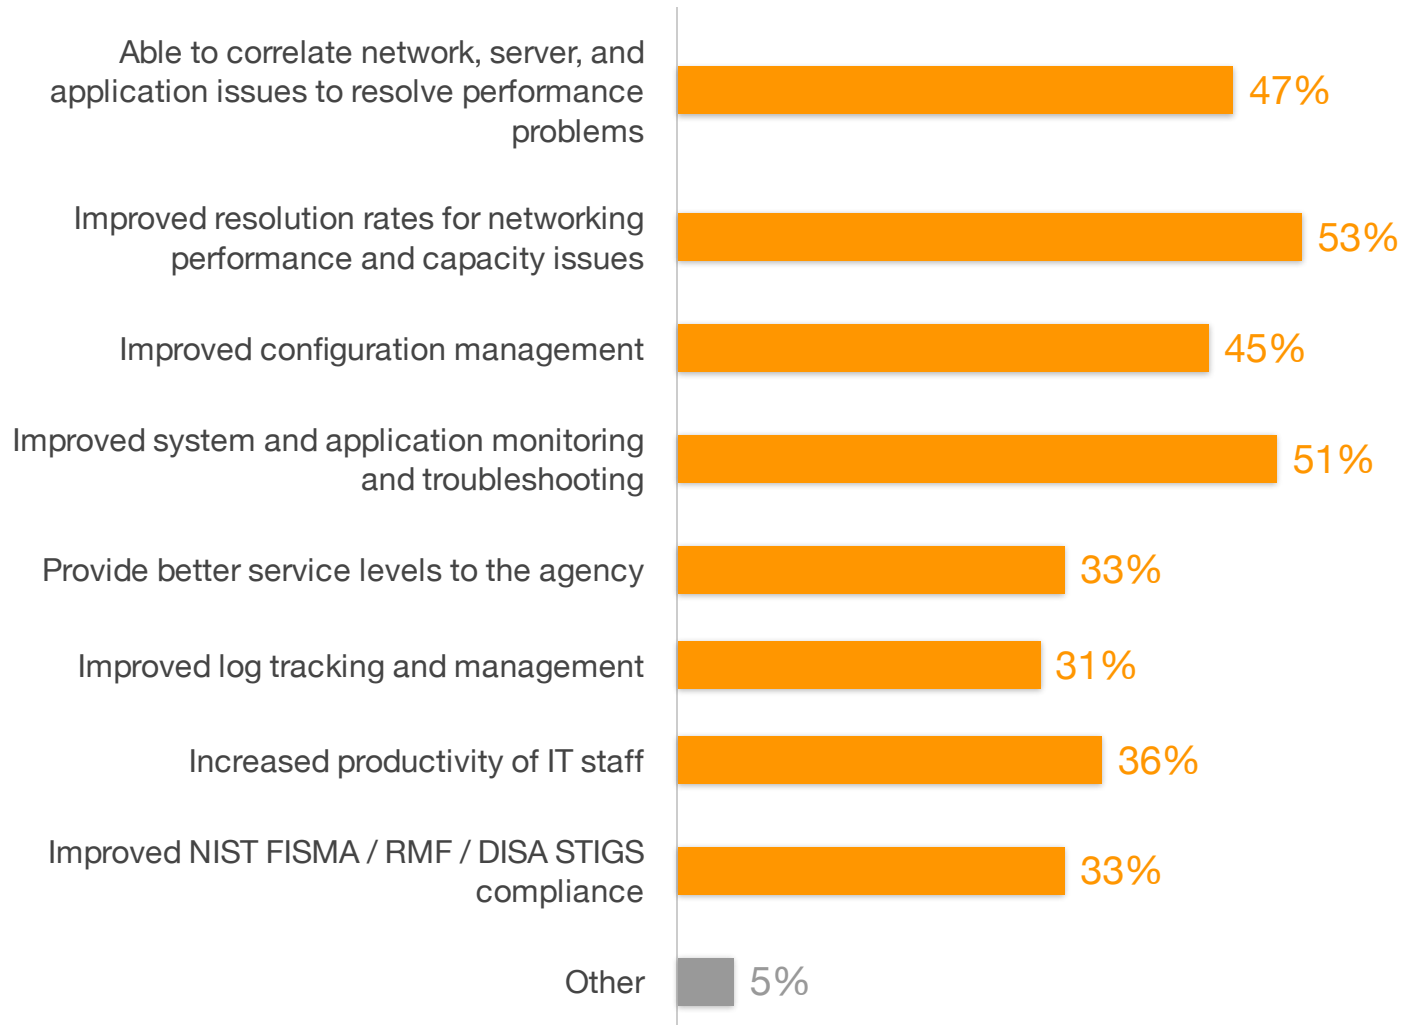 Able to correlate network, server, and
application issues to resolve performance
problems
47%
Improved resolution rates for networking
performance and capacity issues
53%
Improved configuration management
45%
Improved system and application monitoring
and troubleshooting
51%
Provide better service levels to the agency
33%
Improved log tracking and management
31%
Increased productivity of IT staff
36%
Improved NIST FISMA / RMF / DISA STIGS
compliance
33%
Other
5%